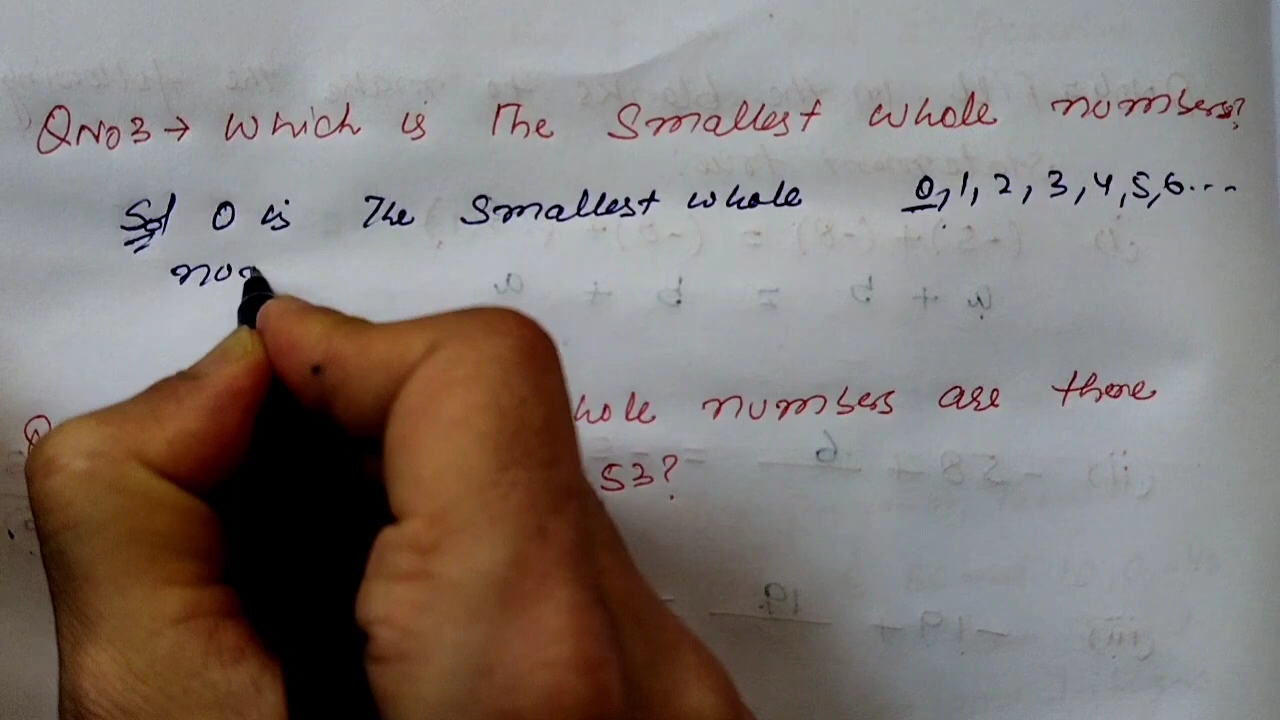 QNo3→ Which is The Smallest whole numbers?
Sol 0 is The Smallest whole 0,1,2,3,4,5,6...
hole numbers are there
53?